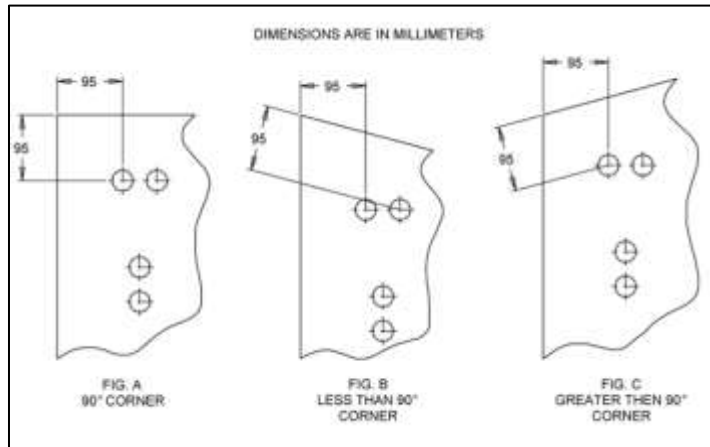 DIMENSIONS ARE IN MILLIMETERS
95
95
95
95
95
95
FIG. A
90° CORNER
FIG. B
LESS THAN 90°
CORNER
FIG. C
GREATER THEN 90°
CORNER